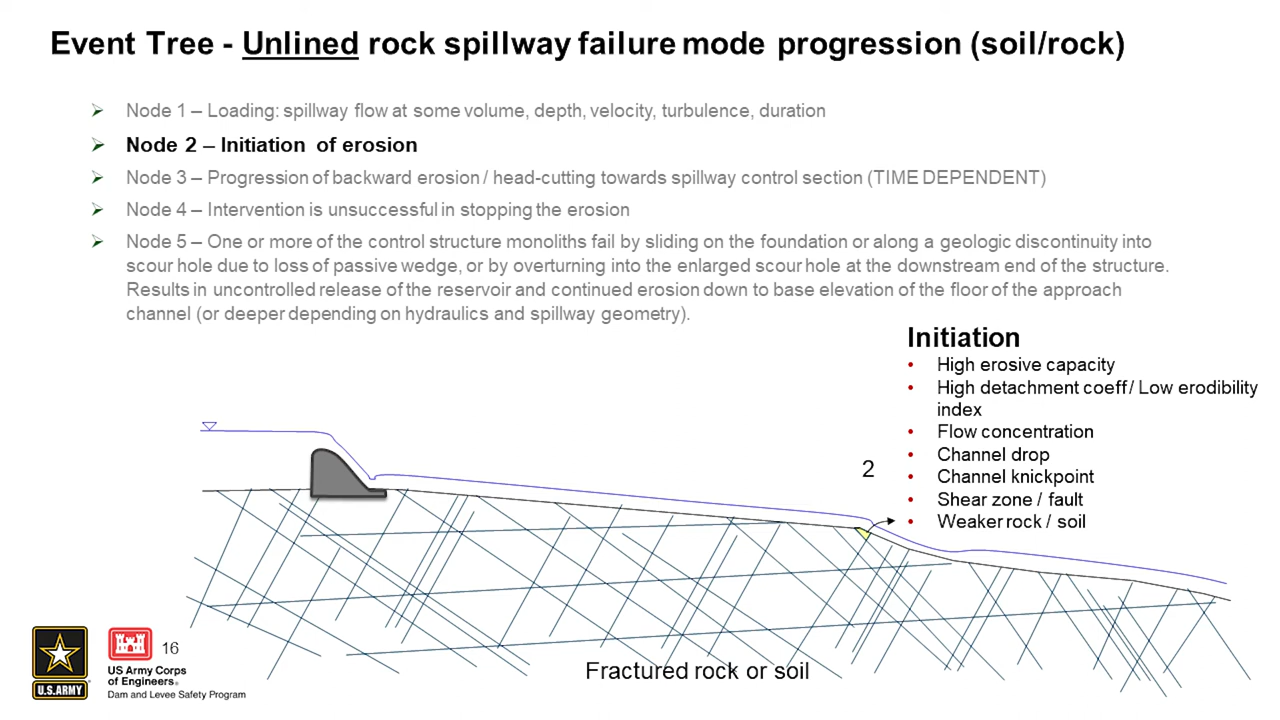 Event Tree - Unlined rock spillway failure mode progression (soil/rock)
➢ Node 1 – Loading: spillway flow at some volume, depth, velocity, turbulence, duration
➢ Node 2 – Initiation of erosion
➢ Node 3 – Progression of backward erosion / head-cutting towards spillway control section (TIME DEPENDENT)
➢ Node 4 – Intervention is unsuccessful in stopping the erosion
➢ Node 5 – One or more of the control structure monoliths fail by sliding on the foundation or along a geologic discontinuity into
scour hole due to loss of passive wedge, or by overturning into the enlarged scour hole at the downstream end of the structure.
Results in uncontrolled release of the reservoir and continued erosion down to base elevation of the floor of the approach
channel (or deeper depending on hydraulics and spillway geometry).
Initiation
• High erosive capacity
• High detachment coeff / Low erodibility
index
• Flow concentration
• Channel drop
• Channel knickpoint
• Shear zone / fault
• Weaker rock / soil
2
Fractured rock or soil
16
U.S.ARMY
US Army Corps
of Engineers®
Dam and Levee Safety Program